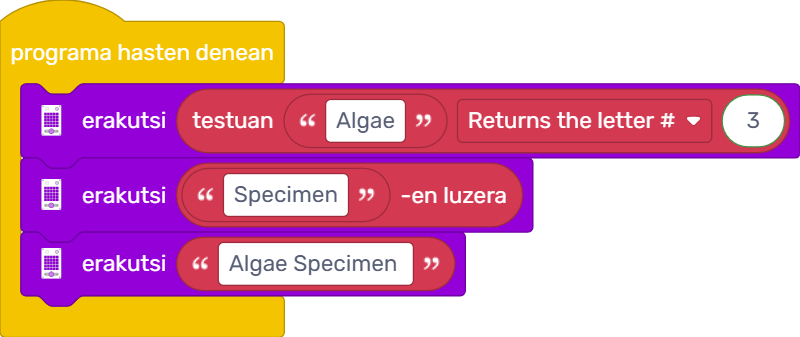 programa hasten denean
erakutsi testuan “ Algae ” Returns the letter # 3
erakutsi “ Specimen ” -en luzera
erakutsi “ Algae Specimen ”